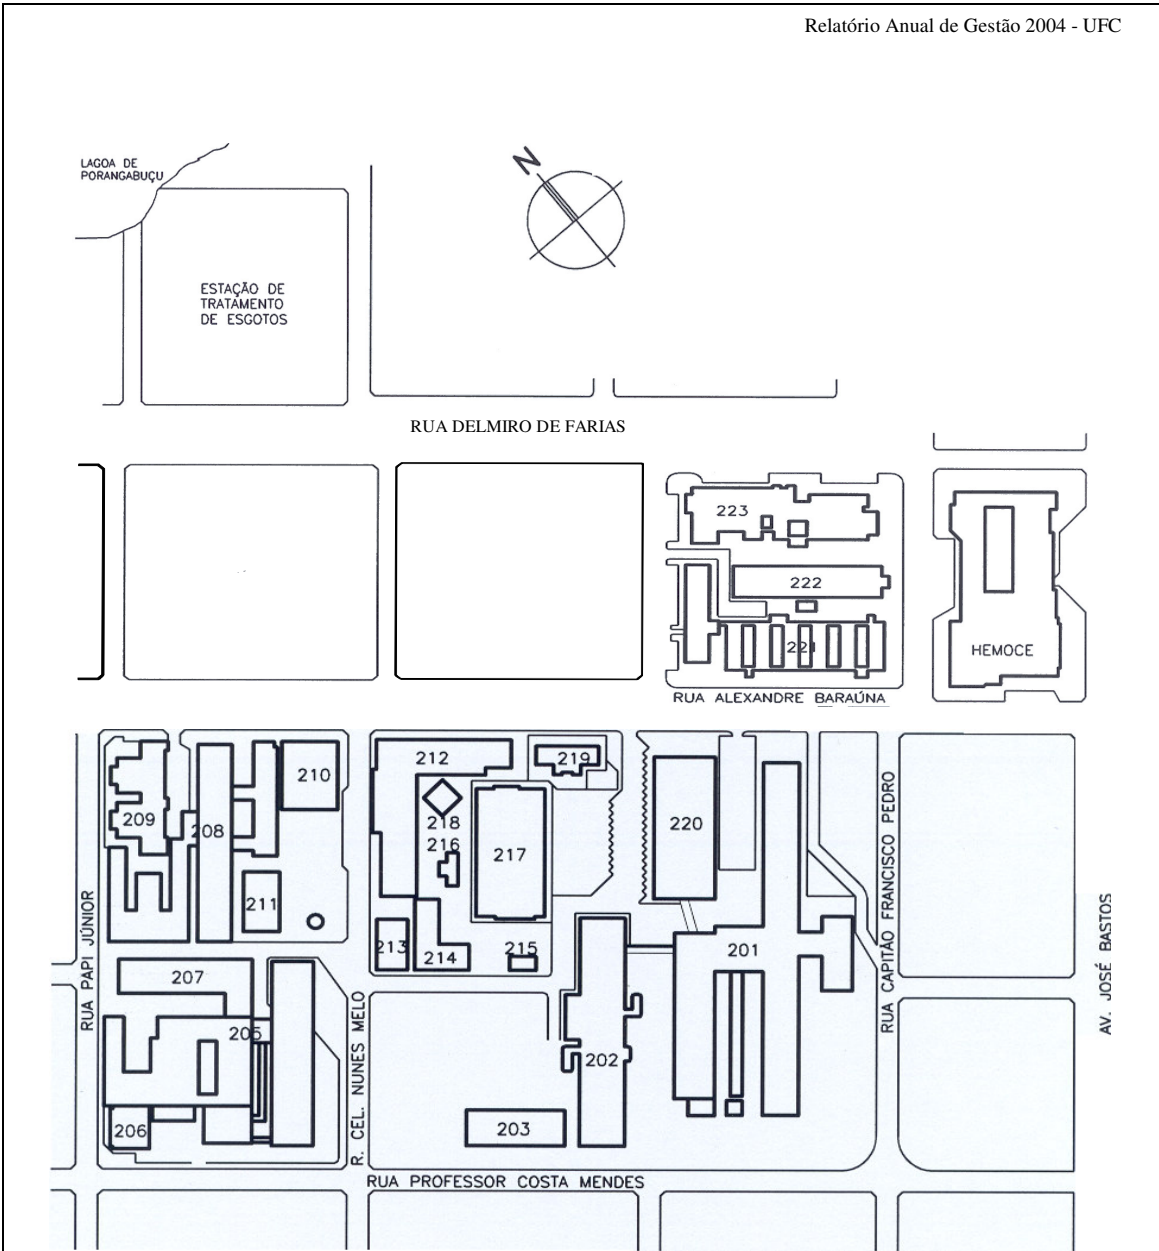 Relatório Anual de Gestão 2004 - UFC
LAGOA DE
PORANGABUÇU
N
ESTAÇÃO DE
TRATAMENTO
DE ESGOTOS
RUA DELMIRO DE FARIAS
223
222
221
HEMOCE
RUA ALEXANDRE BARAÚNA
212
219
210
209
208
218
216
217
220
211
213
214
215
201
207
205
202
206
203
RUA PAPI JÚNIOR
R. CEL. NUNES MELO
RUA CAPITÃO FRANCISCO PEDRO
AV. JOSÉ BASTOS
RUA PROFESSOR COSTA MENDES